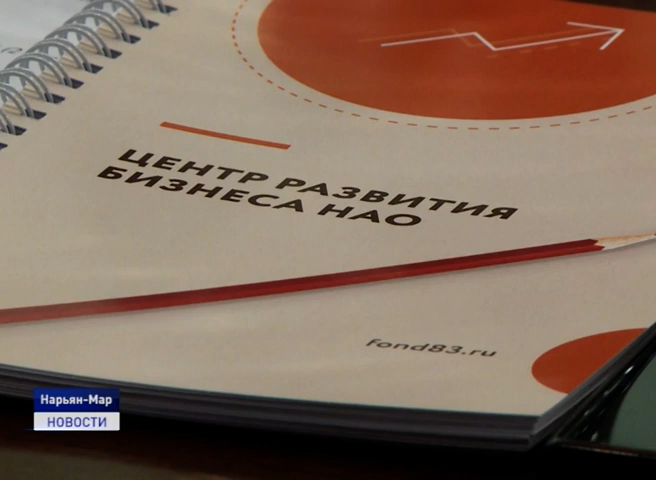 ЦЕНТР РАЗВИТИЯ
БИЗНЕСА НАО
fond83.ru
Нарьян-Мар
НОВОСТИ